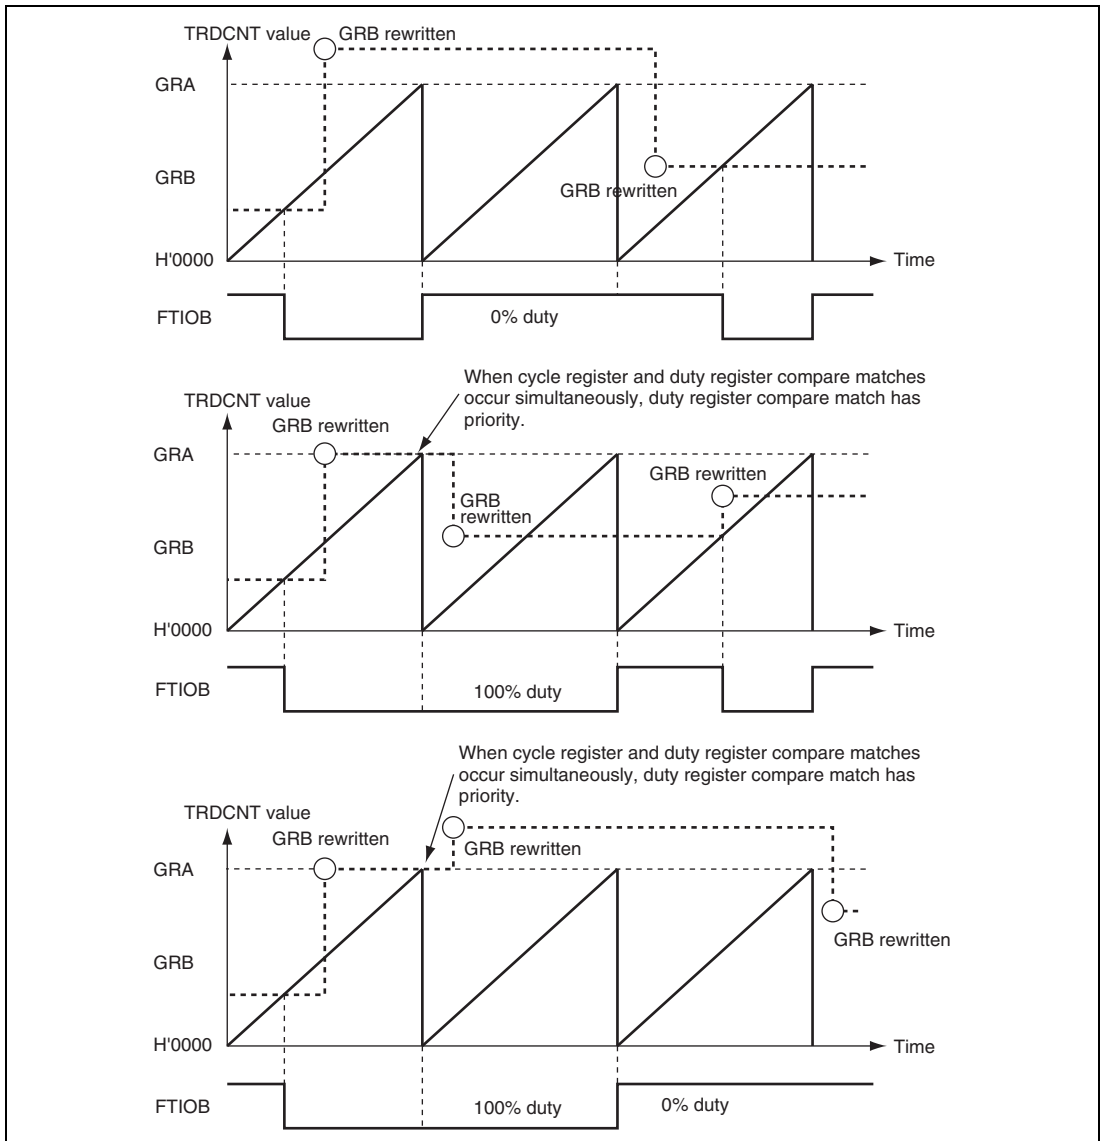 TRDCNT value
GRB rewritten
GRA
GRB
GRB rewritten
H'0000
Time
FTIOB
0% duty
When cycle register and duty register compare matches
occur simultaneously, duty register compare match has
priority.
TRDCNT value
GRB rewritten
GRA
GRB rewritten
GRB
rewritten
GRB
H'0000
Time
FTIOB
100% duty
When cycle register and duty register compare matches
occur simultaneously, duty register compare match has
priority.
TRDCNT value
GRB rewritten
GRB rewritten
GRA
GRB rewritten
GRB
H'0000
Time
FTIOB
100% duty
0% duty